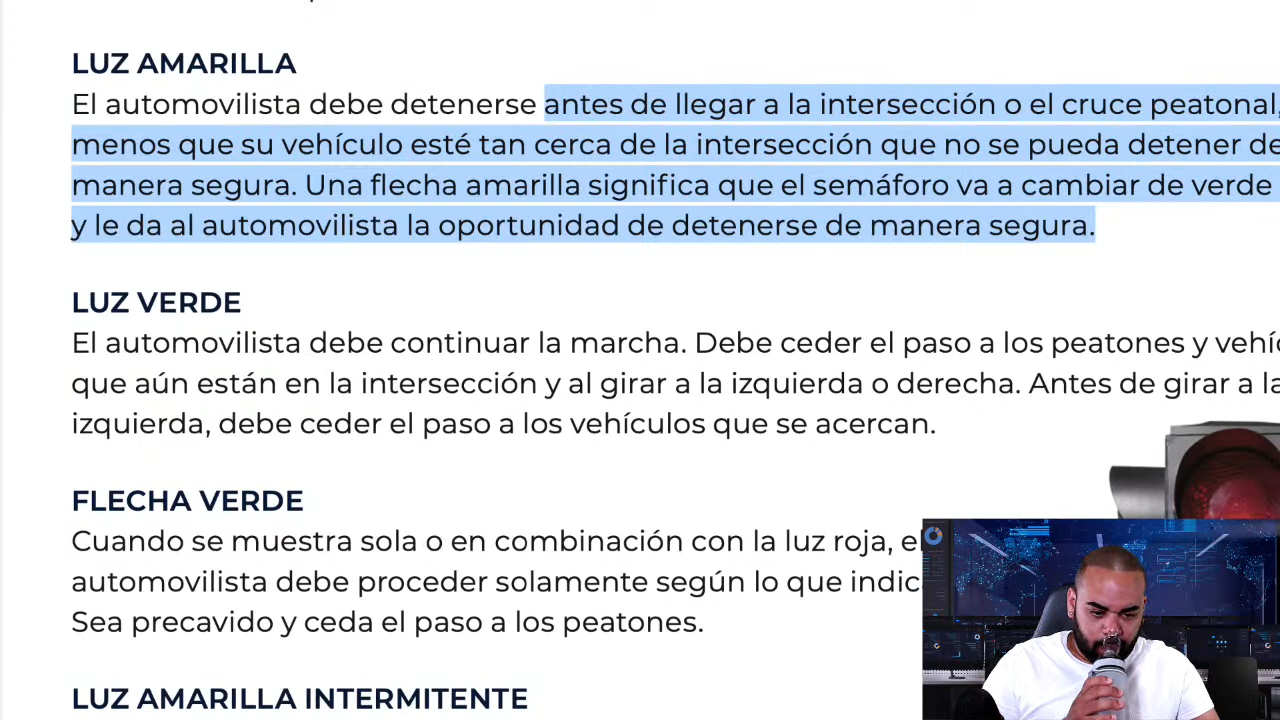 LUZ AMARILLA
El automovilista debe detenerse antes de llegar a la intersección o el cruce peatonal,
menos que su vehículo esté tan cerca de la intersección que no se pueda detener de
manera segura. Una flecha amarilla significa que el semáforo va a cambiar de verde
y le da al automovilista la oportunidad de detenerse de manera segura.
LUZ VERDE
El automovilista debe continuar la marcha. Debe ceder el paso a los peatones y
que aún están en la intersección y al girar a la izquierda o derecha. Antes de girar a la
izquierda, debe ceder el paso a los vehículos que se acercan.
FLECHA VERDE
Cuando se muestra sola o en combinación con la luz roja, el
automovilista debe proceder solamente según lo que
Sea precavido y ceda el paso a los peatones.
LUZ AMARILLA INTERMITENTE